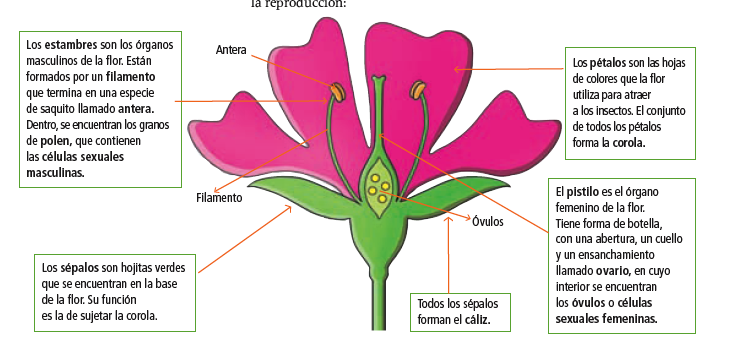 la reproducción:
Los estambres son los órganos
masculinos de la flor. Están
formados por un filamento
que termina en una especie
de saquito llamado antera.
Dentro, se encuentran los granos
de polen, que contienen
las células sexuales
masculinas.
Antera
Los pétalos son las hojas
de colores que la flor
utiliza para atraer
a los insectos. El conjunto
de todos los pétalos
forma la corola.
Filamento
Óvulos
El pistilo es el órgano
femenino de la flor.
Tiene forma de botella,
con una abertura, un cuello
y un ensanchamiento
llamado ovario, en cuyo
interior se encuentran
los óvulos o células
sexuales femeninas.
Los sépalos son hojitas verdes
que se encuentran en la base
de la flor. Su función
es la de sujetar la corola.
Todos los sépalos
forman el cáliz.